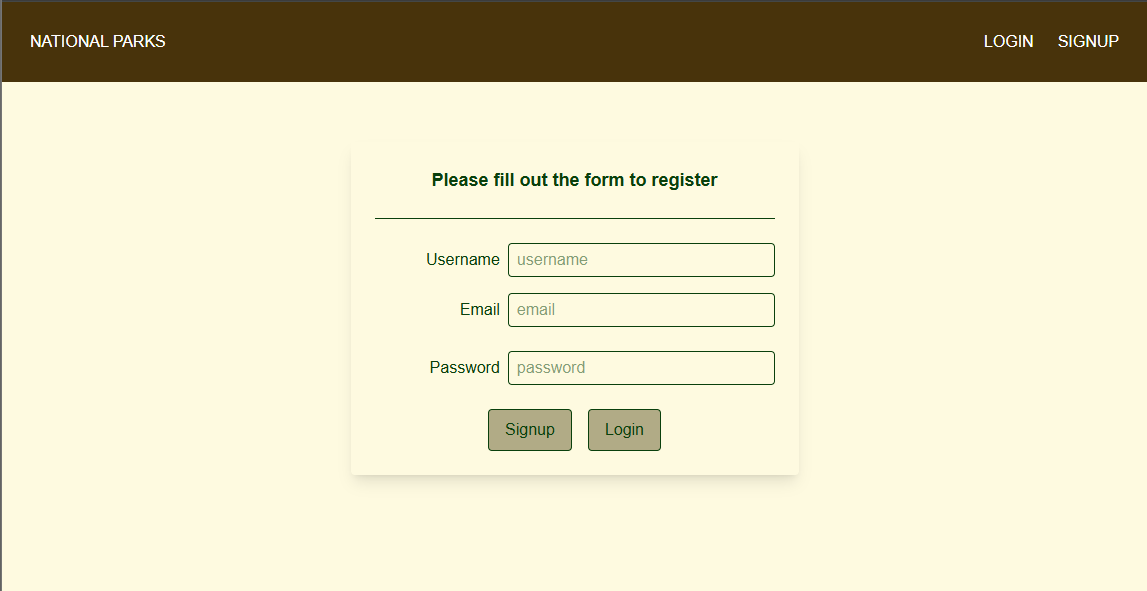 NATIONAL PARKS LOGIN SIGNUP
Please fill out the form to register
Username username
Email email
Password password
Signup Login